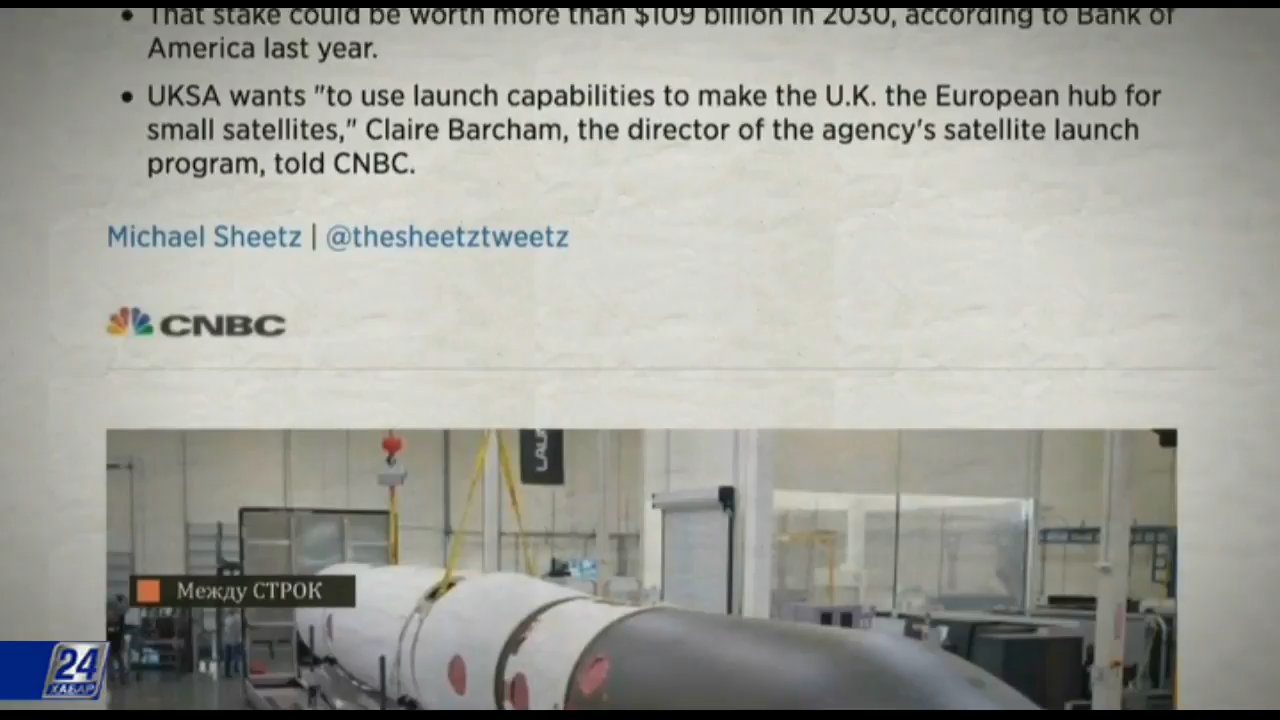 • That stake could be worth more than $109 billion in 2030, according to Bank of
America last year.
• UKSA wants "to use launch capabilities to make the U.K. the European hub for
small satellites," Claire Barcham, the director of the agency's satellite launch
program, told CNBC.
Michael Sheetz | @thesheetztweetz
CNBC
LAU
Между СТРОК
24
ХАБАР